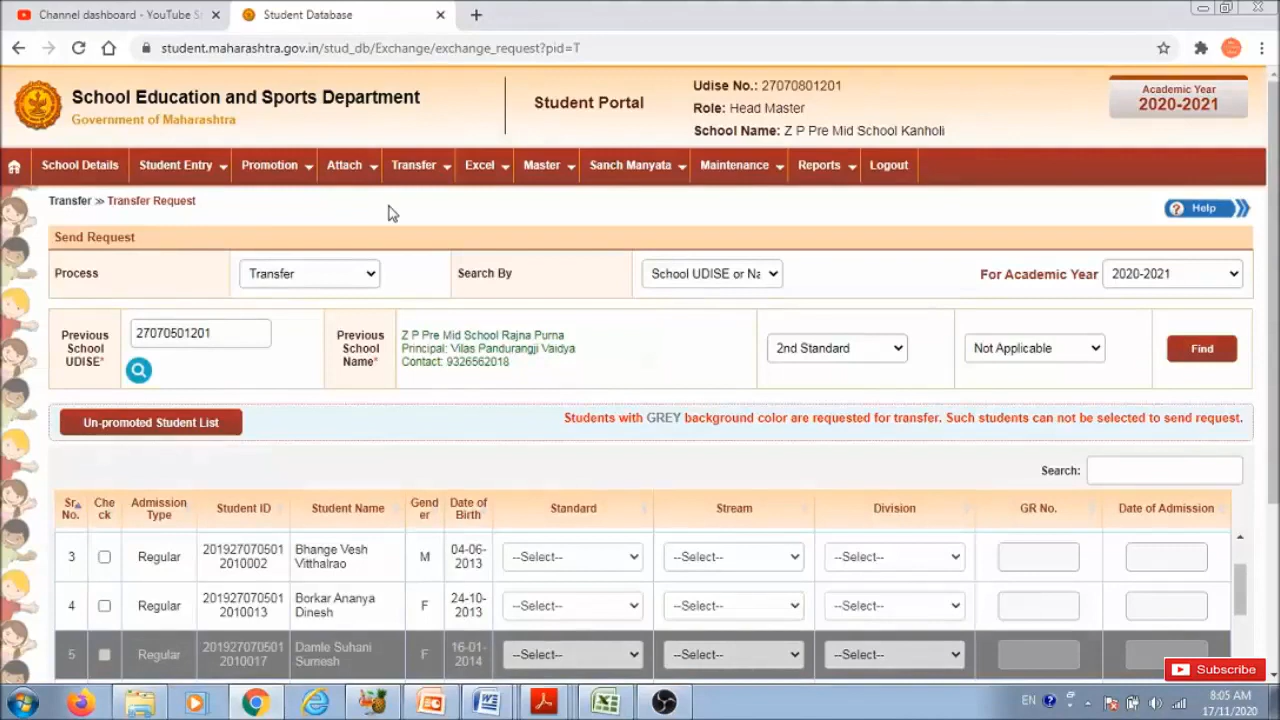 Channel dashboard - YouTube S
Student Database
student.maharashtra.gov.in/stud_db/Exchange/exchange_request?pid=T
School Education and Sports Department
Government of Maharashtra
Student Portal
Udise No.: 27070801201
Role: Head Master
School Name: Z P Pre Mid School Kanholi
Academic Year
2020-2021
School Details Student Entry Promotion Attach Transfer Excel Master Sanch Manyata Maintenance Reports Logout
Transfer >> Transfer Request
? Help
Send Request
Process Transfer Search By School UDISE or Na For Academic Year 2020-2021
Previous School UDISE* 27070501201
Previous School Name*
Z P Pre Mid School Rajna Purna
Principal: Vilas Pandurangji Vaidya
Contact: 9326562018
2nd Standard Not Applicable Find
Un-promoted Student List
Students with GREY background color are requested for transfer. Such students can not be selected to send request.
Search:
Sr. No. Check Admission Type Student ID Student Name Gender Date of Birth Standard Stream Division GR No. Date of Admission
3 Regular 201927070501 2010002 Bhange Vesh Vitthalrao M 04-06-2013 --Select-- --Select-- --Select--
4 Regular 201927070501 2010013 Borkar Ananya Dinesh F 24-10-2013 --Select-- --Select-- --Select--
5 Regular 201927070501 2010017 Damle Suhani Sumesh F 16-01-2014 --Select-- --Select-- --Select--
Subscribe
EN
8:05 AM
17/11/2020